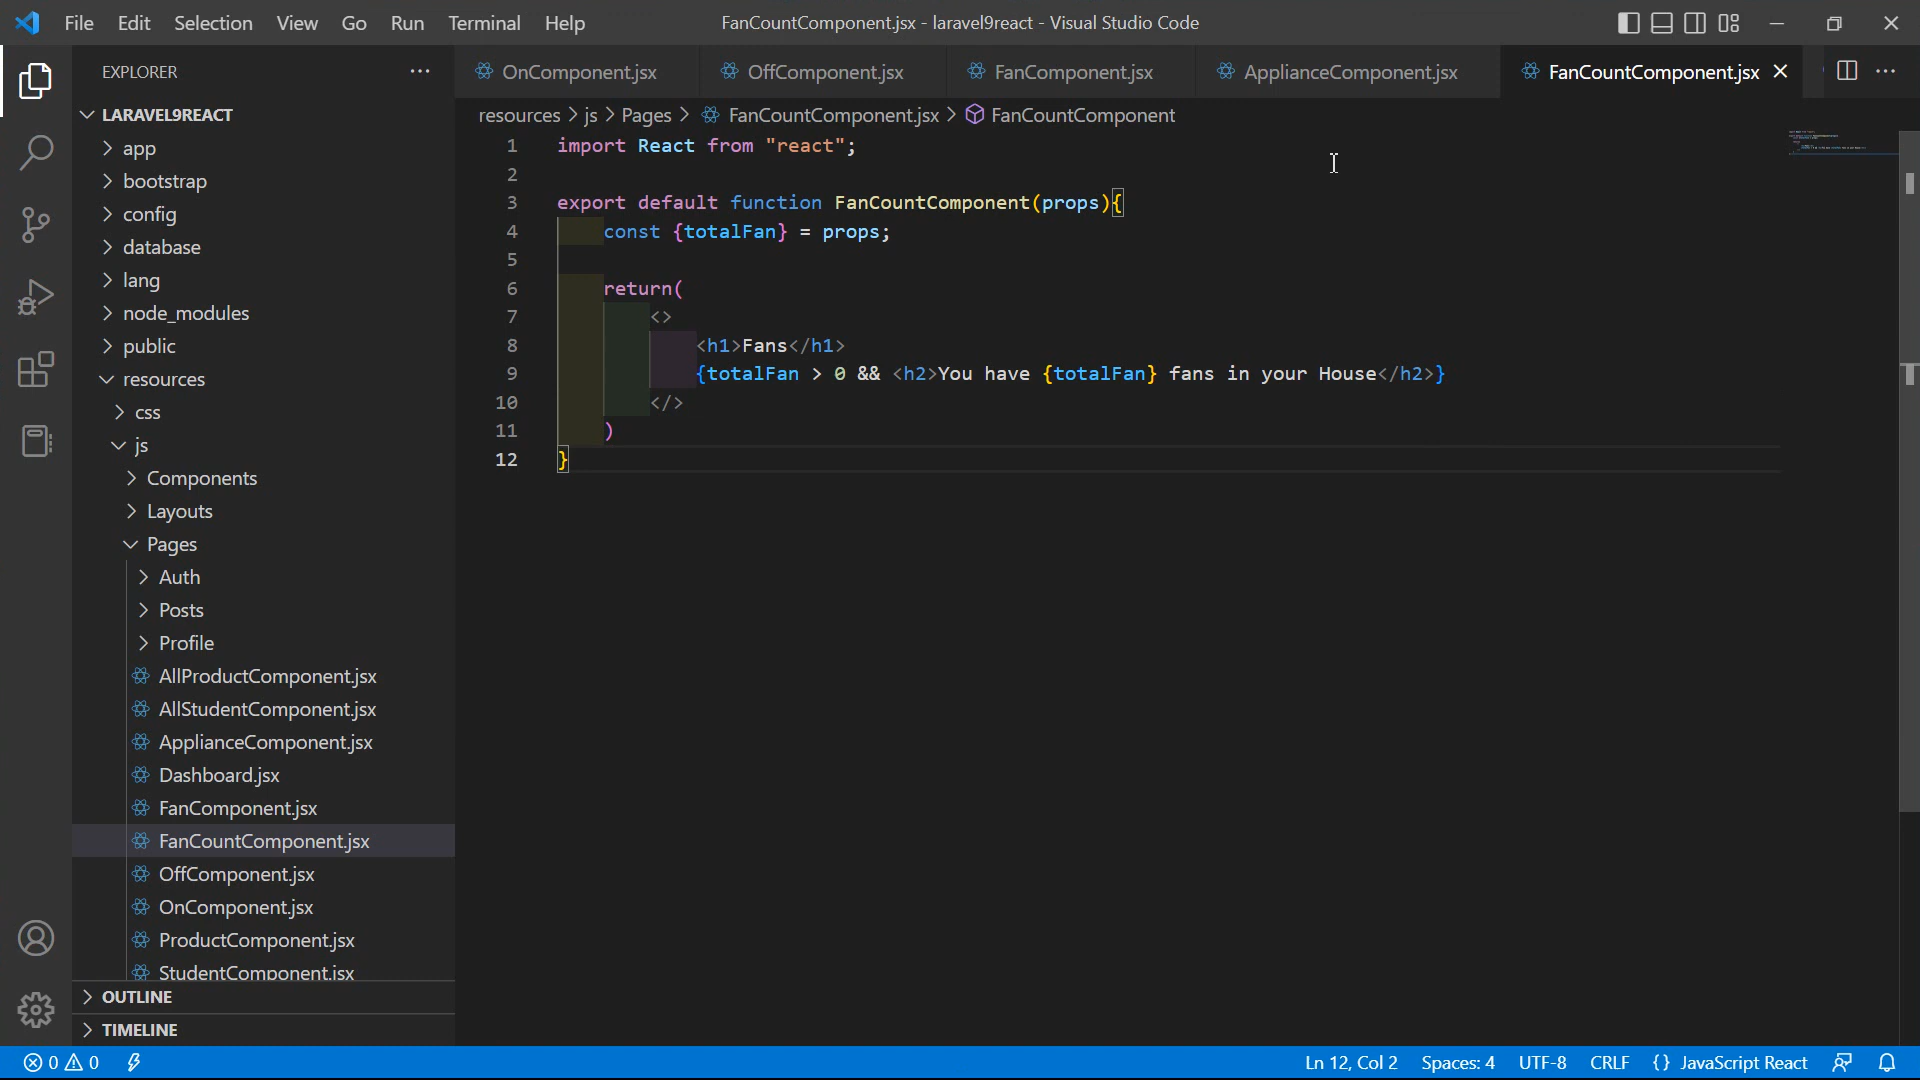 File Edit Selection View Go Run Terminal Help FanCountComponent.jsx - laravel9react - Visual Studio Code
EXPLORER
OnComponent.jsx OffComponent.jsx FanComponent.jsx ApplianceComponent.jsx FanCountComponent.jsx
resources > js > Pages > FanCountComponent.jsx > FanCountComponent
LARAVEL9REACT
app
bootstrap
config
database
lang
node_modules
public
resources
css
js
Components
Layouts
Pages
Auth
Posts
Profile
AllProductComponent.jsx
AllStudentComponent.jsx
ApplianceComponent.jsx
Dashboard.jsx
FanComponent.jsx
FanCountComponent.jsx
OffComponent.jsx
OnComponent.jsx
ProductComponent.jsx
StudentComponent.jsx
OUTLINE
TIMELINE
1 import React from "react";
2
3 export default function FanCountComponent(props){
4 const {totalFan} = props;
5
6 return(
7 <>
8 <h1>Fans</h1>
9 {totalFan > 0 && <h2>You have {totalFan} fans in your House</h2>}
10 </>
11 )
12 }
0 0 Ln 12, Col 2 Spaces: 4 UTF-8 CRLF {} JavaScript React